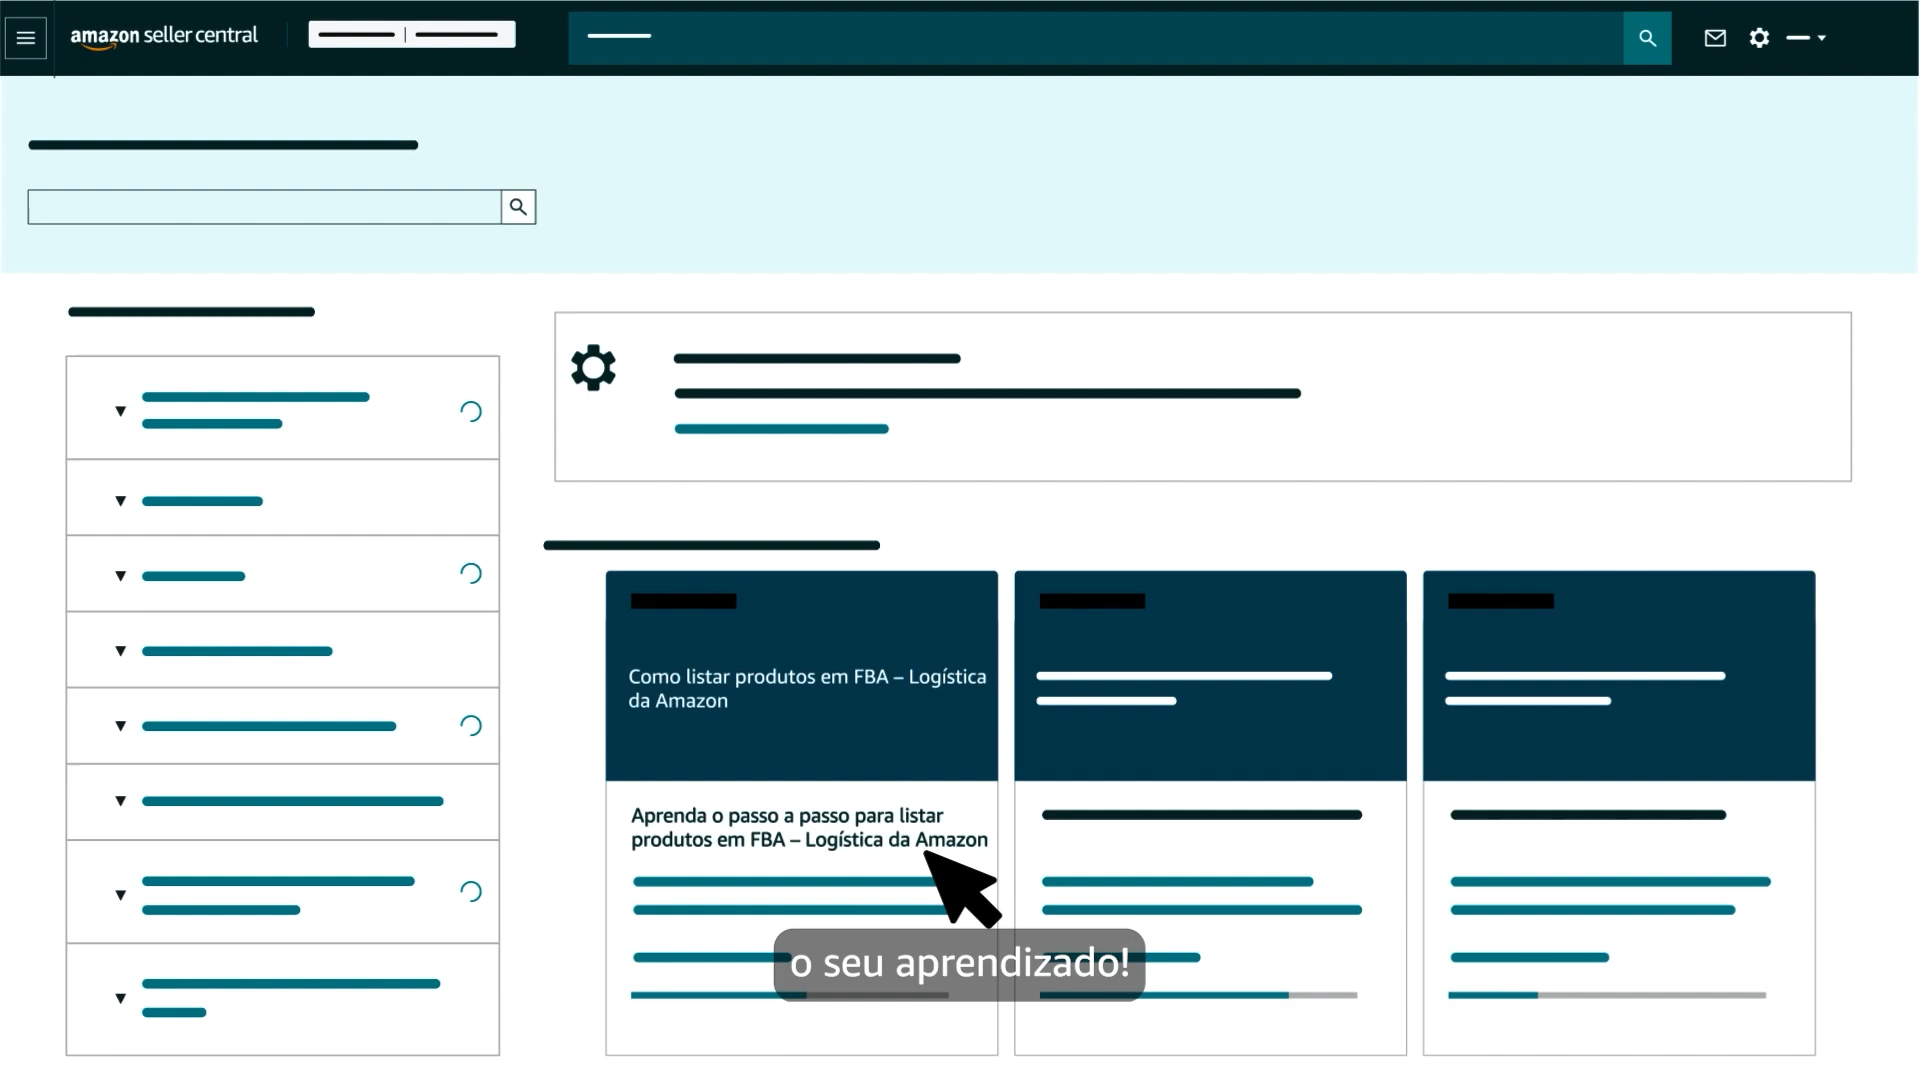 amazon seller central
Como listar produtos em FBA – Logística
da Amazon
Aprenda o passo a passo para listar
produtos em FBA – Logística da Amazon
o seu aprendizado!